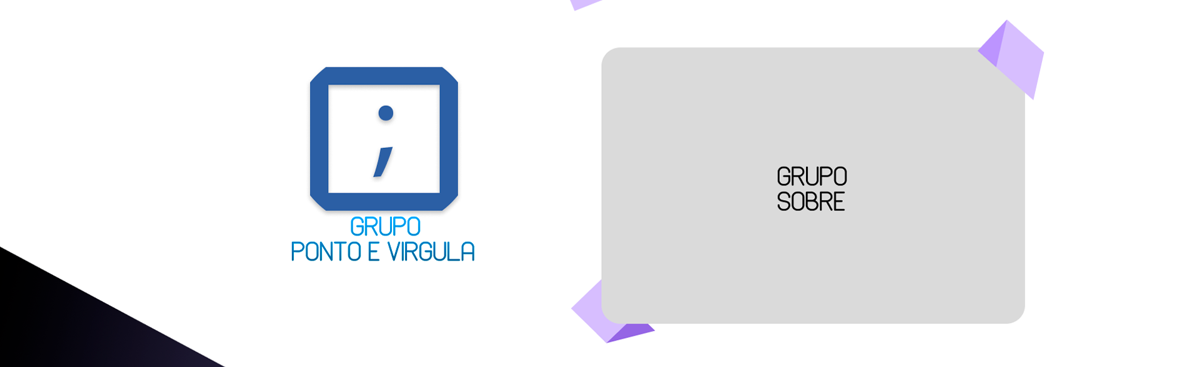 ;
GRUPO
PONTO E VIRGULA
GRUPO
SOBRE